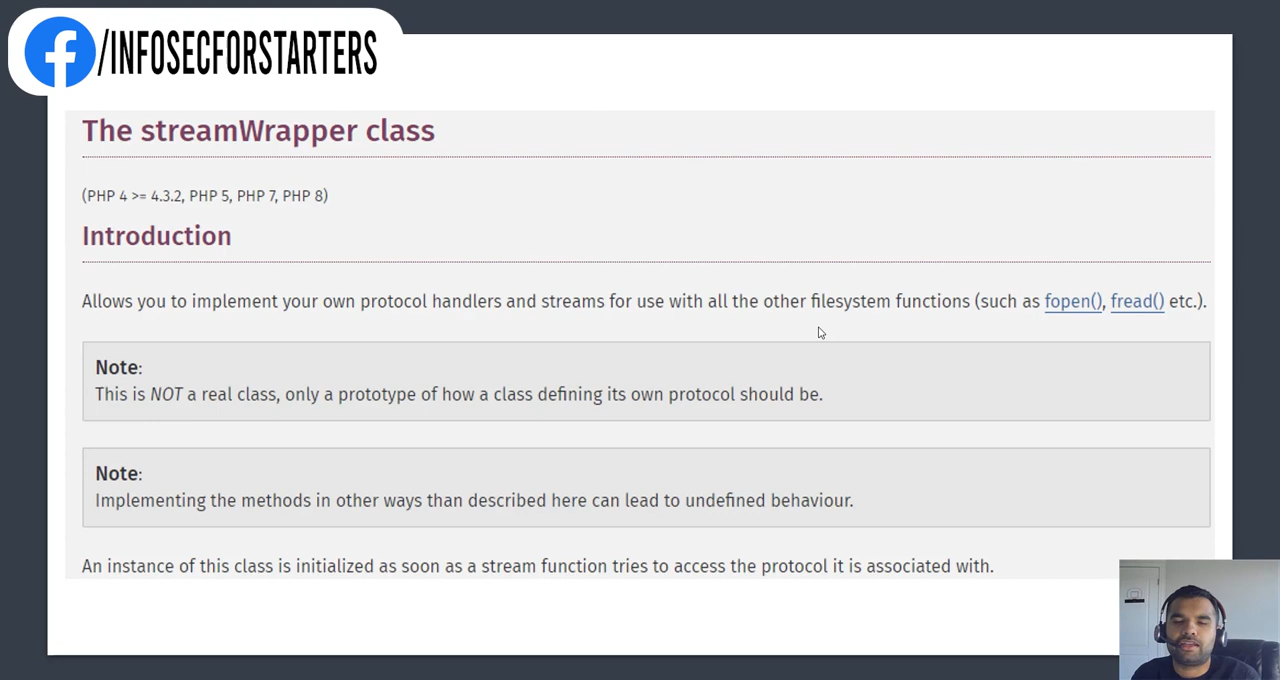 /INFOSECFORSTARTERS
The streamWrapper class
(PHP 4 >= 4.3.2, PHP 5, PHP 7, PHP 8)
Introduction
Allows you to implement your own protocol handlers and streams for use with all the other filesystem functions (such as fopen(), fread() etc.).
Note:
This is NOT a real class, only a prototype of how a class defining its own protocol should be.
Note:
Implementing the methods in other ways than described here can lead to undefined behaviour.
An instance of this class is initialized as soon as a stream function tries to access the protocol it is associated with.